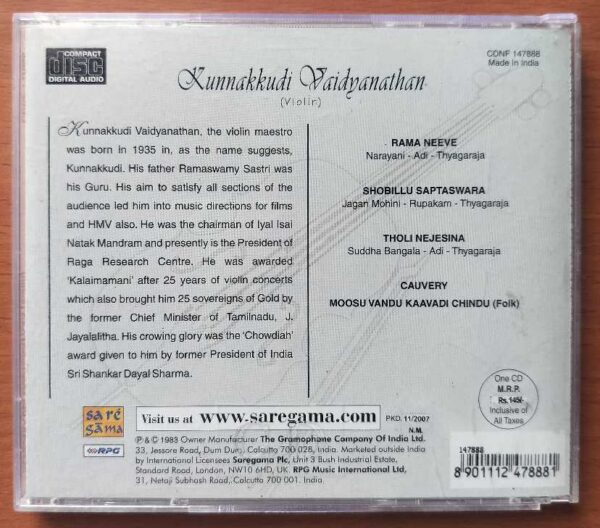 COMPACT
disc
DIGITAL AUDIO
CDNF 147888
Made in India
Kunnakkudi Vaidyanathan
(Violin)
Kunnakkudi Vaidyanathan, the violin maestro
was born in 1935 in, as the name suggests,
Kunnakkudi. His father Ramaswamy Sastri was
his Guru. His aim to satisfy all sections of the
audience led him into music directions for films
and HMV also. He was the chairman of Iyal Isai
Natak Mandram and presently is the President of
Raga Research Centre. He was awarded
'Kalaimamani' after 25 years of violin concerts
which also brought him 25 sovereigns of Gold by
the former Chief Minister of Tamilnadu, J.
Jayalalitha. His crowing glory was the 'Chowdiah'
award given to him by former President of India
Sri Shankar Dayal Sharma.
RAMA NEEVE
Narayani - Adi - Thyagaraja
SHOBILLU SAPTASWARA
Jagan Mohini - Rupakam - Thyagaraja
THOLI NEJESINA
Suddha Bangala - Adi - Thyagaraja
CAUVERY
MOOSU VANDU KAAVADI CHINDU (Folk)
One CD
M.R.P.
Rs. 145/-
Inclusive of
All Taxes
saré
gãma
RPG
Visit us at www.saregama.com
PKD. 11/2007
N.M.
℗ & © 1983 Owner Manufacturer The Gramophone Company Of India Ltd.
33, Jessore Road, Dum Dum, Calcutta 700 028, India. Marketed outside India
by International Licensees Saregama Plc, Unit 3 Bush Industrial Estate,
Standard Road, London, NW10 6HD, UK. RPG Music International Ltd,
31, Netaji Subhash Road, Calcutta 700 001. India
147888
8 901112 478881